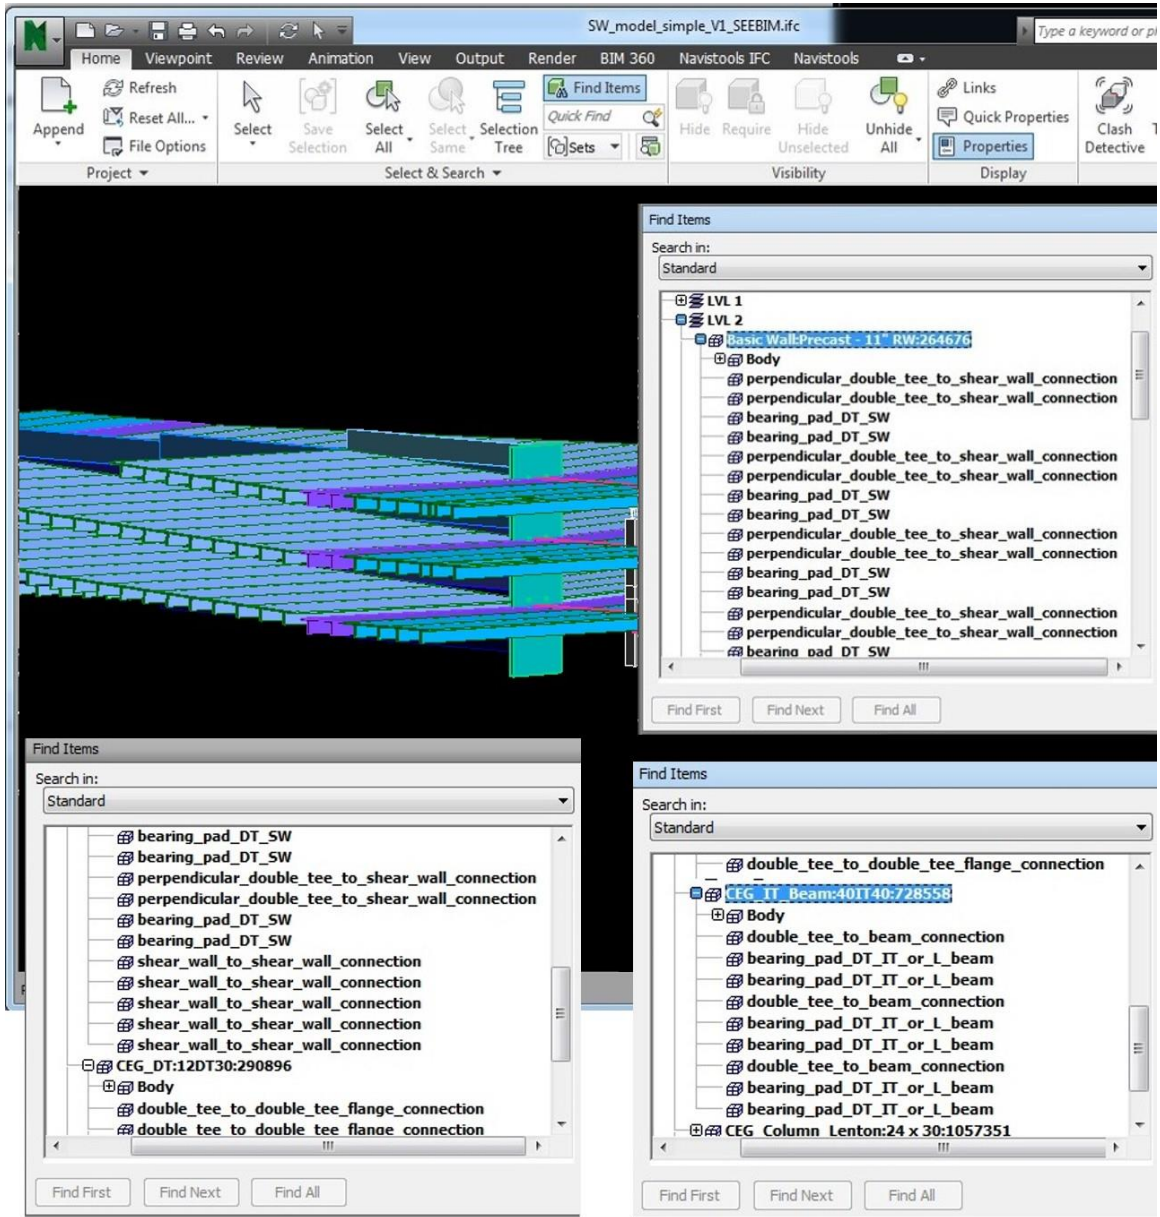 SW_model_simple_V1_SEEBIM.ifc
Type a keyword or
Home Viewpoint Review Animation View Output Render BIM 360 Navistools IFC Navistools
Append
Refresh
Reset All...
File Options
Project
Select
Save Selection
Select All
Select Same
Selection Tree
Find Items
Quick Find
Sets
Select & Search
Hide
Require
Hide Unselected
Unhide All
Visibility
Links
Quick Properties
Properties
Display
Clash Detective
Find Items
Search in:
Standard
LVL 1
LVL 2
Basic Wall:Precast - 11" RW:264676
Body
perpendicular_double_tee_to_shear_wall_connection
perpendicular_double_tee_to_shear_wall_connection
bearing_pad_DT_SW
bearing_pad_DT_SW
perpendicular_double_tee_to_shear_wall_connection
perpendicular_double_tee_to_shear_wall_connection
bearing_pad_DT_SW
bearing_pad_DT_SW
perpendicular_double_tee_to_shear_wall_connection
perpendicular_double_tee_to_shear_wall_connection
bearing_pad_DT_SW
bearing_pad_DT_SW
perpendicular_double_tee_to_shear_wall_connection
perpendicular_double_tee_to_shear_wall_connection
bearing_pad_DT_SW
Find First Find Next Find All
Find Items
Search in:
Standard
bearing_pad_DT_SW
bearing_pad_DT_SW
perpendicular_double_tee_to_shear_wall_connection
perpendicular_double_tee_to_shear_wall_connection
bearing_pad_DT_SW
bearing_pad_DT_SW
shear_wall_to_shear_wall_connection
shear_wall_to_shear_wall_connection
shear_wall_to_shear_wall_connection
shear_wall_to_shear_wall_connection
shear_wall_to_shear_wall_connection
CEG_DT:12DT30:290896
Body
double_tee_to_double_tee_flange_connection
double_tee_to_double_tee_flange_connection
Find First Find Next Find All
Find Items
Search in:
Standard
double_tee_to_double_tee_flange_connection
CEG_IT_Beam:40IT40:728558
Body
double_tee_to_beam_connection
bearing_pad_DT_IT_or_L_beam
bearing_pad_DT_IT_or_L_beam
double_tee_to_beam_connection
bearing_pad_DT_IT_or_L_beam
bearing_pad_DT_IT_or_L_beam
double_tee_to_beam_connection
bearing_pad_DT_IT_or_L_beam
bearing_pad_DT_IT_or_L_beam
CEG_Column_Lenton:24 x 30:1057351
Find First Find Next Find All